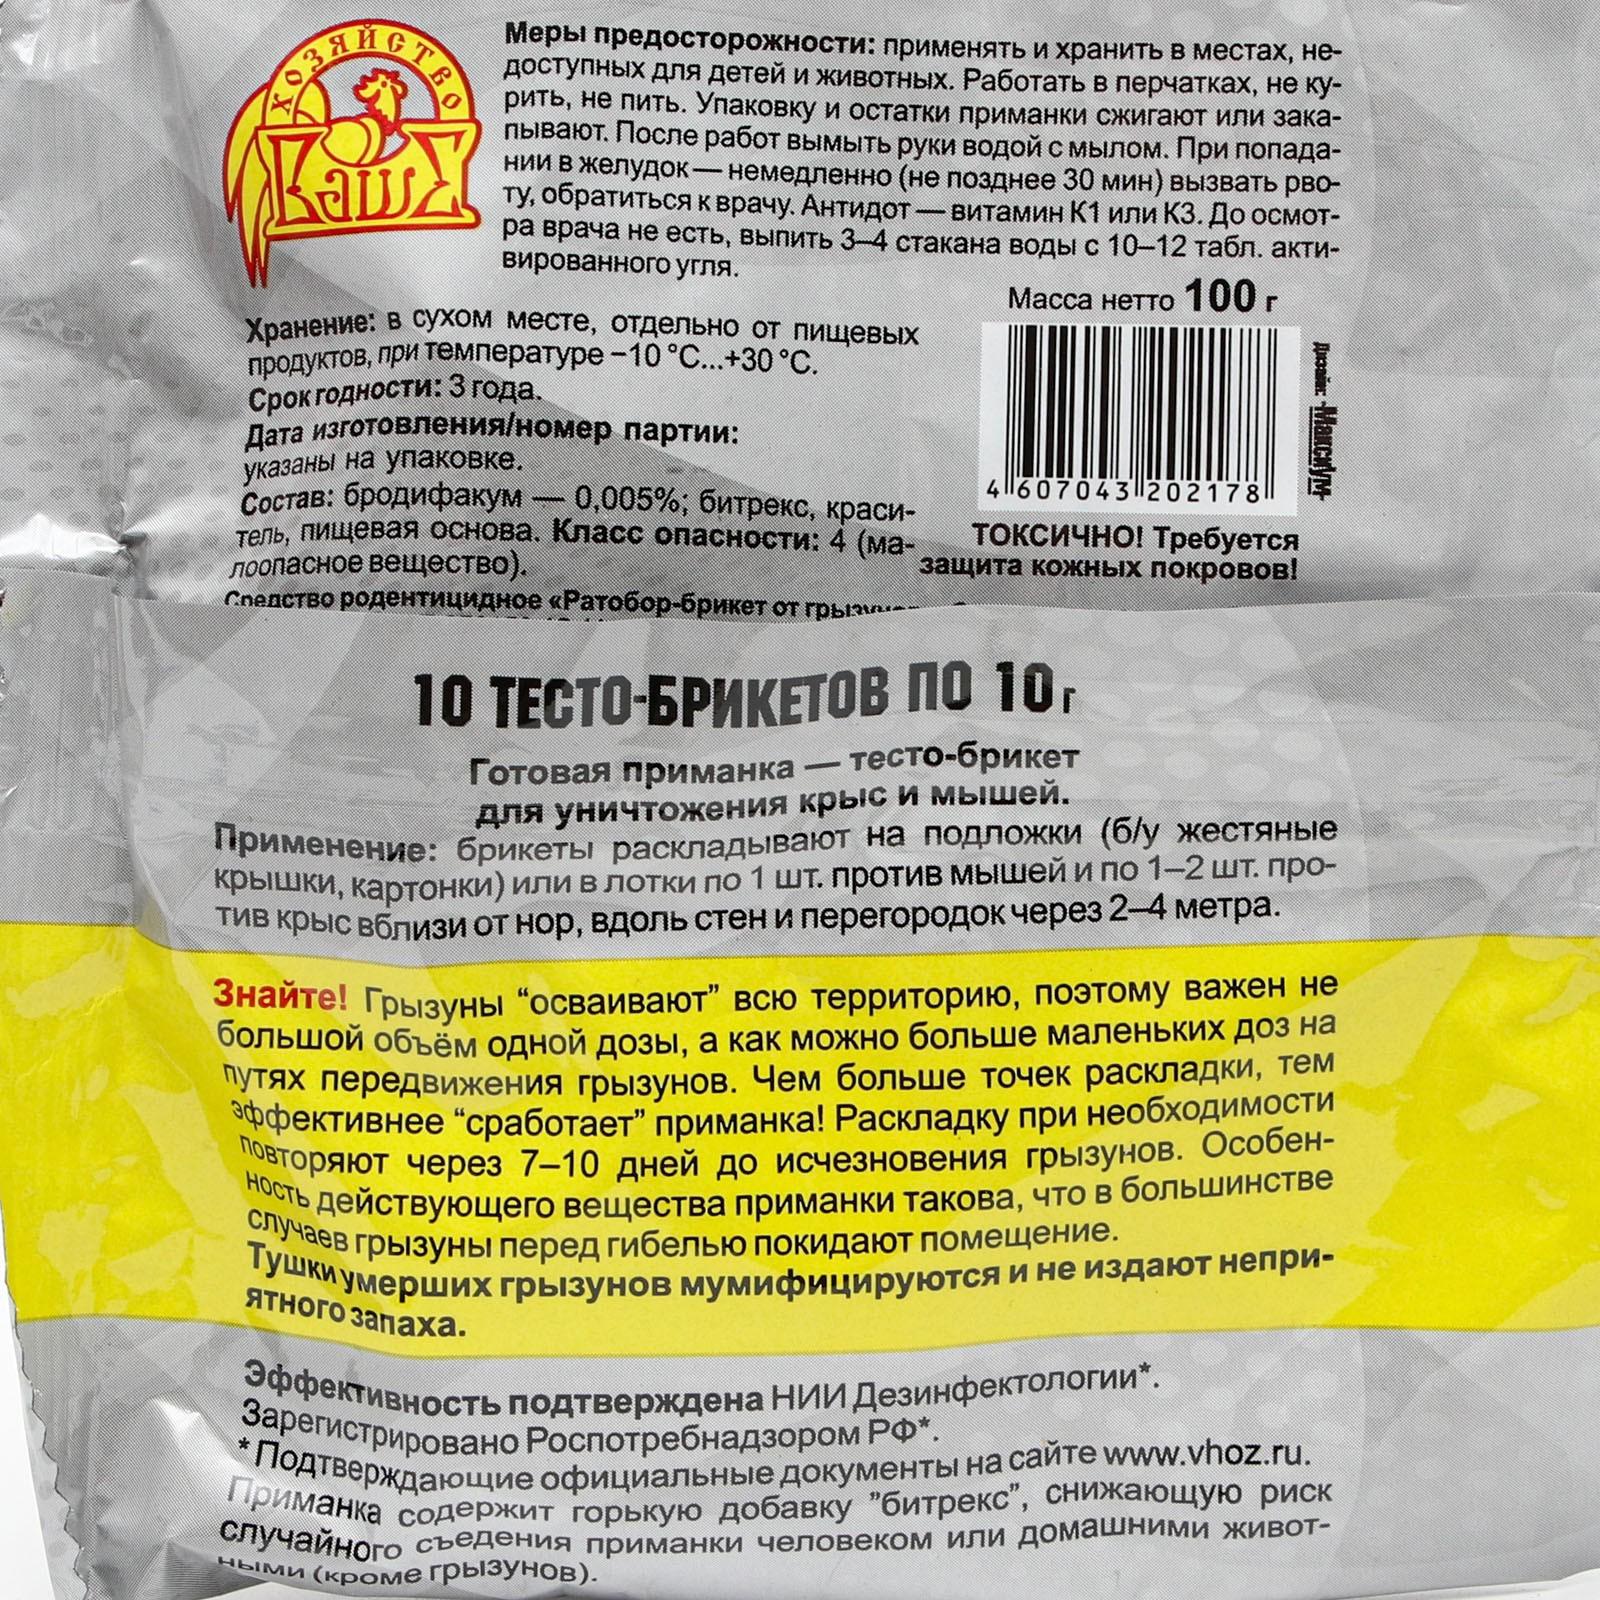 ХОЗЯЙСТВО
ВАШЕ
Меры предосторожности: применять и хранить в местах, не-
доступных для детей и животных. Работать в перчатках, не ку-
рить, не пить. Упаковку и остатки приманки сжигают или зака-
пывают. После работ вымыть руки водой с мылом. При попада-
нии в желудок — немедленно (не позднее 30 мин) вызвать рво-
ту, обратиться к врачу. Антидот — витамин К1 или К3. До осмот-
ра врача не есть, выпить 3–4 стакана воды с 10–12 табл. акти-
вированного угля.
Масса нетто 100 г
Хранение: в сухом месте, отдельно от пищевых
продуктов, при температуре −10 °C...+30 °C.
Срок годности: 3 года.
Дата изготовления/номер партии:
указаны на упаковке.
Состав: бродифакум — 0,005%; битрекс, краси-
тель, пищевая основа. Класс опасности: 4 (ма-
лоопасное вещество).
Дизайн: Максиум
4 607043 202178
ТОКСИЧНО! Требуется
защита кожных покровов!
Средство родентицидное «Ратобор-брикет от
10 ТЕСТО-БРИКЕТОВ ПО 10 г
Готовая приманка — тесто-брикет
для уничтожения крыс и мышей.
Применение: брикеты раскладывают на подложки (б/у жестяные
крышки, картонки) или в лотки по 1 шт. против мышей и по 1–2 шт. про-
тив крыс вблизи от нор, вдоль стен и перегородок через 2–4 метра.
Знайте! Грызуны “осваивают” всю территорию, поэтому важен не
большой объём одной дозы, а как можно больше маленьких доз на
путях передвижения грызунов. Чем больше точек раскладки, тем
эффективнее “сработает” приманка! Раскладку при необходимости
повторяют через 7–10 дней до исчезновения грызунов. Особен-
ность действующего вещества приманки такова, что в большинстве
случаев грызуны перед гибелью покидают помещение.
Тушки умерших грызунов мумифицируются и не издают непри-
ятного запаха.
Эффективность подтверждена НИИ Дезинфектологии*.
Зарегистрировано Роспотребнадзором РФ*.
* Подтверждающие официальные документы на сайте www.vhoz.ru.
Приманка содержит горькую добавку ”битрекс”, снижающую риск
случайного съедения приманки человеком или домашними живот-
ными (кроме грызунов).